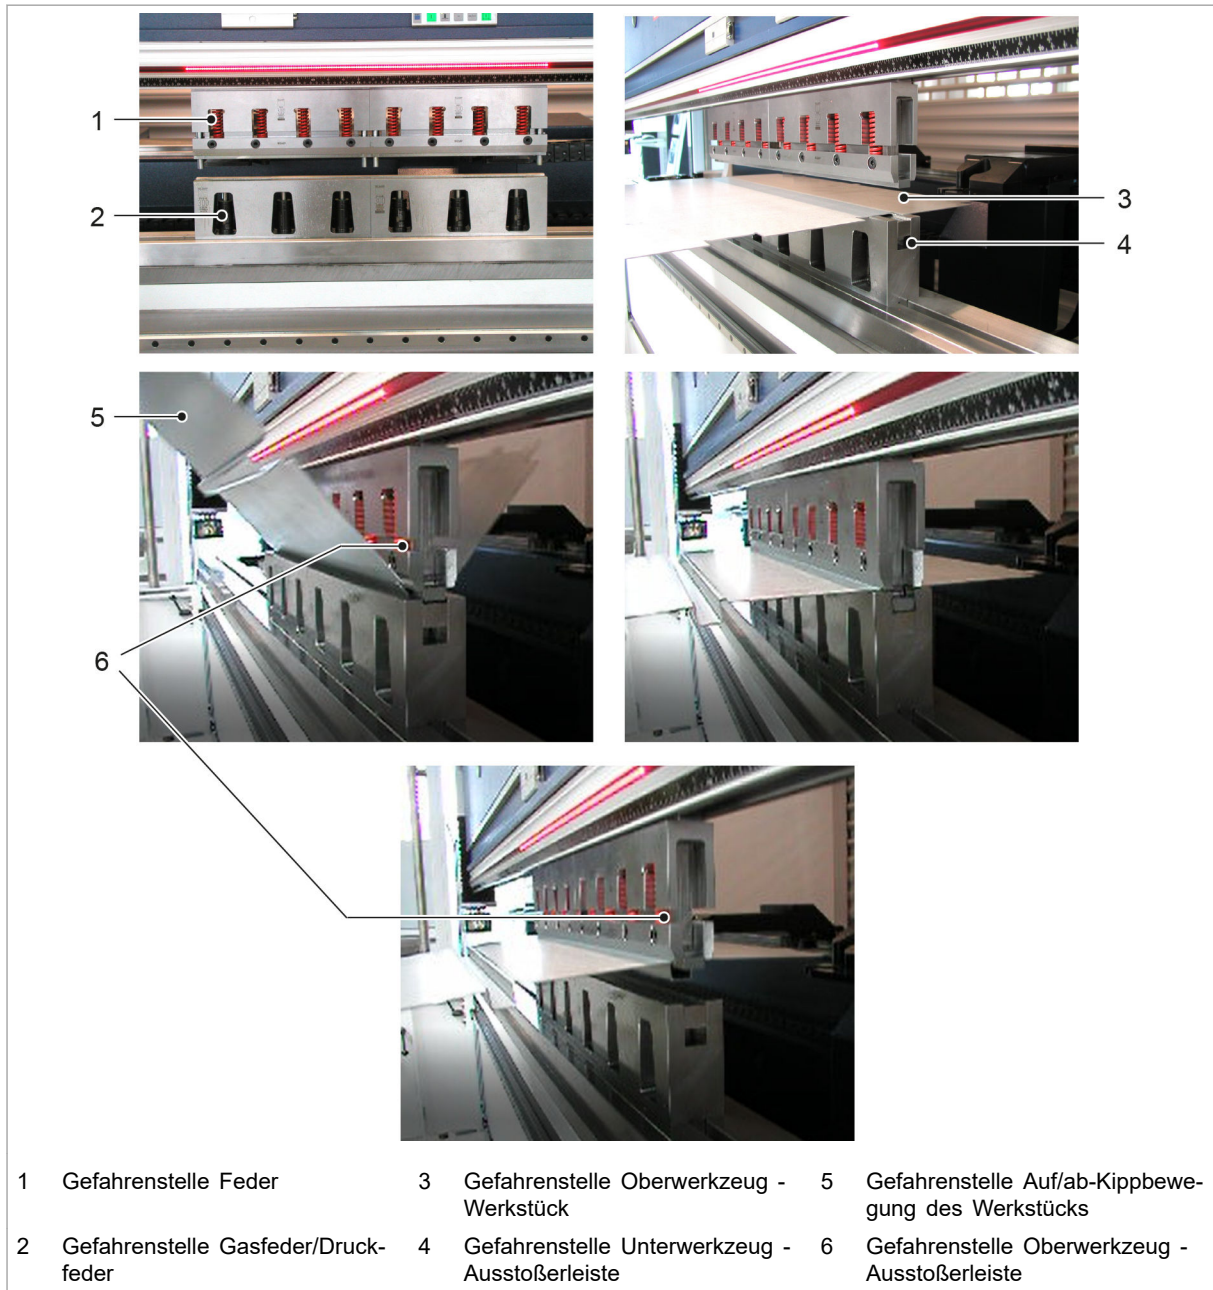 1
2
3
4
5
6
1 Gefahrenstelle Feder
2 Gefahrenstelle Gasfeder/Druck-
feder
3 Gefahrenstelle Oberwerkzeug -
Werkstück
4 Gefahrenstelle Unterwerkzeug -
Ausstoßerleiste
5 Gefahrenstelle Auf/ab-Kippbewe-
gung des Werkstücks
6 Gefahrenstelle Oberwerkzeug -
Ausstoßerleiste